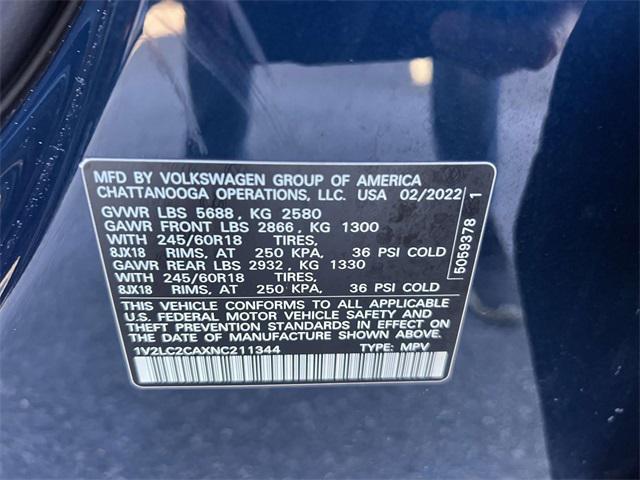 MFD BY VOLKSWAGEN GROUP OF AMERICA
CHATTANOOGA OPERATIONS, LLC. USA 02/2022
GVWR LBS 5688, KG 2580
GAWR FRONT LBS 2866, KG 1300
WITH 245/60R18 TIRES,
8JX18 RIMS, AT 250 KPA, 36 PSI COLD
GAWR REAR LBS 2932, KG 1330
WITH 245/60R18 TIRES,
8JX18 RIMS, AT 250 KPA, 36 PSI COLD
THIS VEHICLE CONFORMS TO ALL APPLICABLE
U.S. FEDERAL MOTOR VEHICLE SAFETY AND
THEFT PREVENTION STANDARDS IN EFFECT ON
THE DATE OF MANUFACTURE SHOWN ABOVE.
1V2LC2CAXNC211344 TYPE: MPV
5059378 1